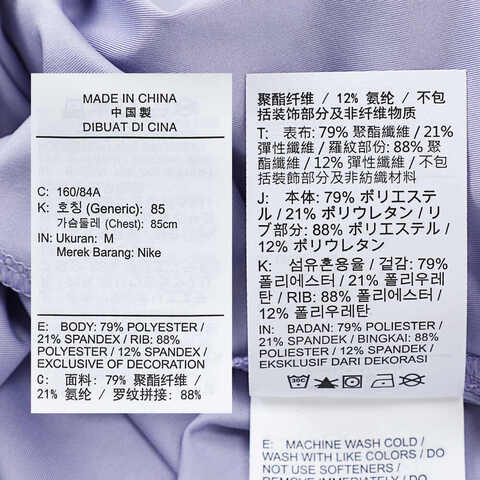 MADE IN CHINA
中国製
DIBUAT DI CINA
C: 160/84A
K: 호칭 (Generic): 85
가슴둘레 (Chest): 85cm
IN: Ukuran: M
Merek Barang: Nike
E: BODY: 79% POLYESTER /
21% SPANDEX / RIB: 88%
POLYESTER / 12% SPANDEX /
EXCLUSIVE OF DECORATION
C: 面料: 79% 聚酯纤维 /
21% 氨纶 / 罗纹拼接: 88%
聚酯纤维 / 12% 氨纶 / 不包
括装饰部分及非纤维物质
T: 表布: 79% 聚酯纖維 / 21%
彈性纖維 / 羅紋份部: 88% 聚
酯纖維 / 12% 彈性纖維 / 不包
括裝飾部分及非紡織材料
J: 本体: 79% ポリエステ
ル / 21% ポリウレタン / リ
ブ部分: 88% ポリエステル /
12% ポリウレタン
K: 섬유혼용율 / 겉감: 79%
폴리에스터 / 21% 폴리우레
탄 / RIB: 88% 폴리에스터 /
12% 폴리우레탄
IN: BADAN: 79% POLIESTER /
21% SPANDEX / BINGKAI: 88%
POLIESTER / 12% SPANDEX /
EKSKLUSIF DARI DEKORASI
30C
E: MACHINE WASH COLD /
WASH WITH LIKE COLORS / DO
NOT USE SOFTENERS /
REMOVE IMMEDIATELY / DO